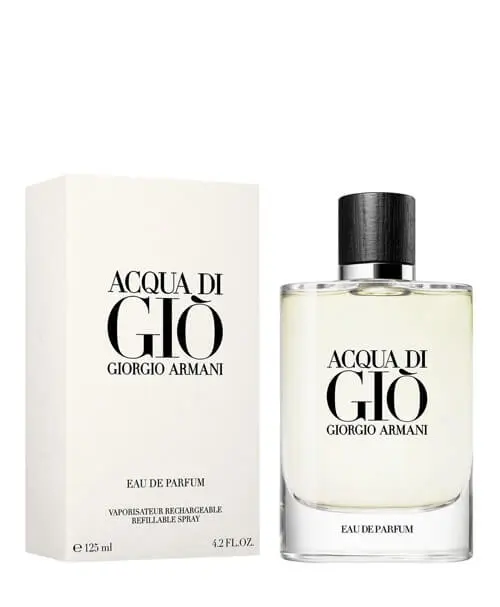 ACQUA DI
GIÒ
GIORGIO ARMANI
EAU DE PARFUM
VAPORISATEUR RECHARGEABLE
REFILLABLE SPRAY
℮ 125 ml 4.2 FL.OZ.
ACQUA DI
GIÒ
GIORGIO ARMANI
EAU DE PARFUM